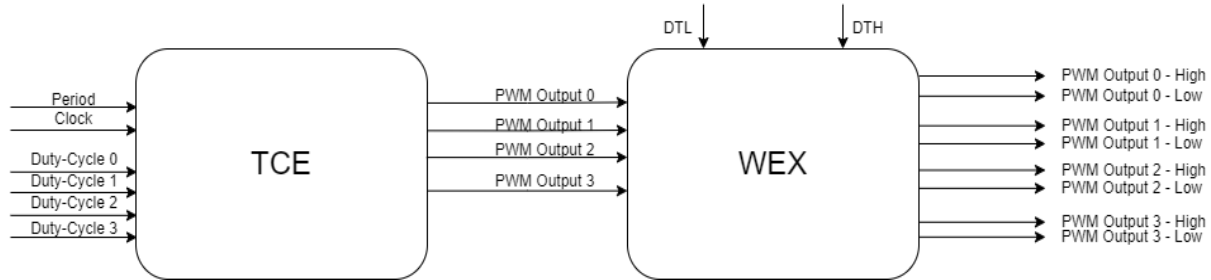 DTL
DTH
Period
Clock
Duty-Cycle 0
Duty-Cycle 1
Duty-Cycle 2
Duty-Cycle 3
TCE
PWM Output 0
PWM Output 1
PWM Output 2
PWM Output 3
WEX
PWM Output 0 - High
PWM Output 0 - Low
PWM Output 1 - High
PWM Output 1 - Low
PWM Output 2 - High
PWM Output 2 - Low
PWM Output 3 - High
PWM Output 3 - Low